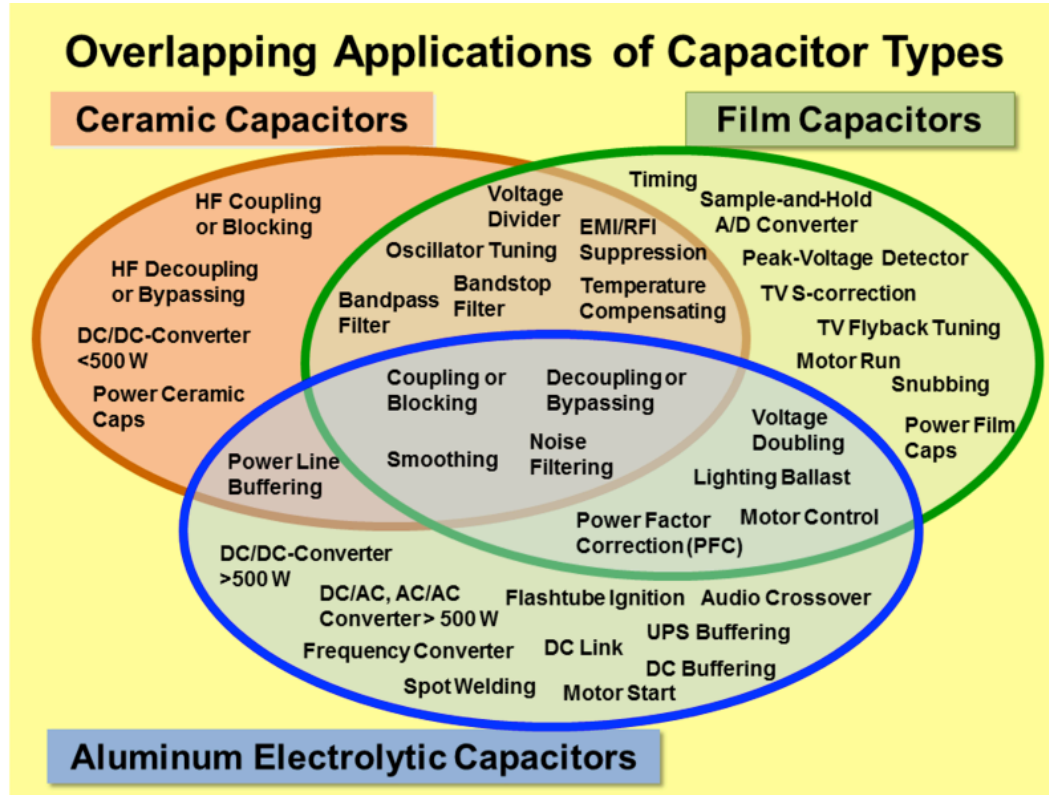 Overlapping Applications of Capacitor Types
Ceramic Capacitors
Film Capacitors
HF Coupling
or Blocking
HF Decoupling
or Bypassing
DC/DC-Converter
<500 W
Power Ceramic
Caps
Voltage
Divider
Oscillator Tuning
EMI/RFI
Suppression
Bandpass
Filter
Bandstop
Filter
Temperature
Compensating
Timing
Sample-and-Hold
A/D Converter
Peak-Voltage Detector
TV S-correction
TV Flyback Tuning
Motor Run
Snubbing
Power Film
Caps
Coupling or
Blocking
Decoupling or
Bypassing
Smoothing
Noise
Filtering
Power Line
Buffering
Voltage
Doubling
Lighting Ballast
Power Factor
Correction (PFC)
Motor Control
DC/DC-Converter
>500 W
DC/AC, AC/AC
Converter > 500 W
Flashtube Ignition
Audio Crossover
Frequency Converter
DC Link
UPS Buffering
DC Buffering
Spot Welding
Motor Start
Aluminum Electrolytic Capacitors